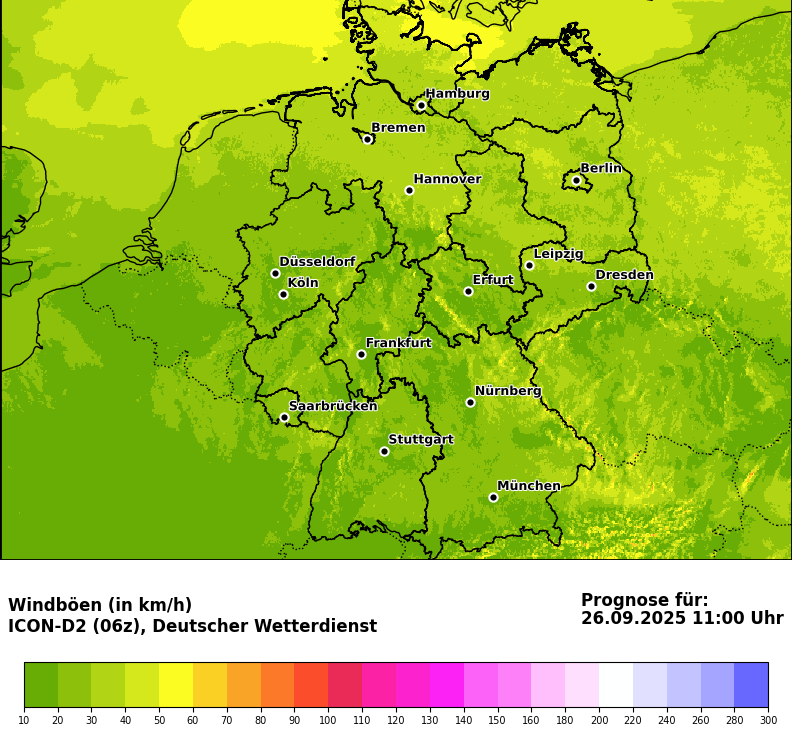 Hamburg
Bremen
Berlin
Hannover
Leipzig
Düsseldorf
Dresden
Erfurt
Köln
Frankfurt
Nürnberg
Saarbrücken
Stuttgart
München
Windböen (in km/h)
ICON-D2 (06z), Deutscher Wetterdienst
Prognose für:
26.09.2025 11:00 Uhr
10 20 30 40 50 60 70 80 90 100 110 120 130 140 150 160 180 200 220 240 260 280 300